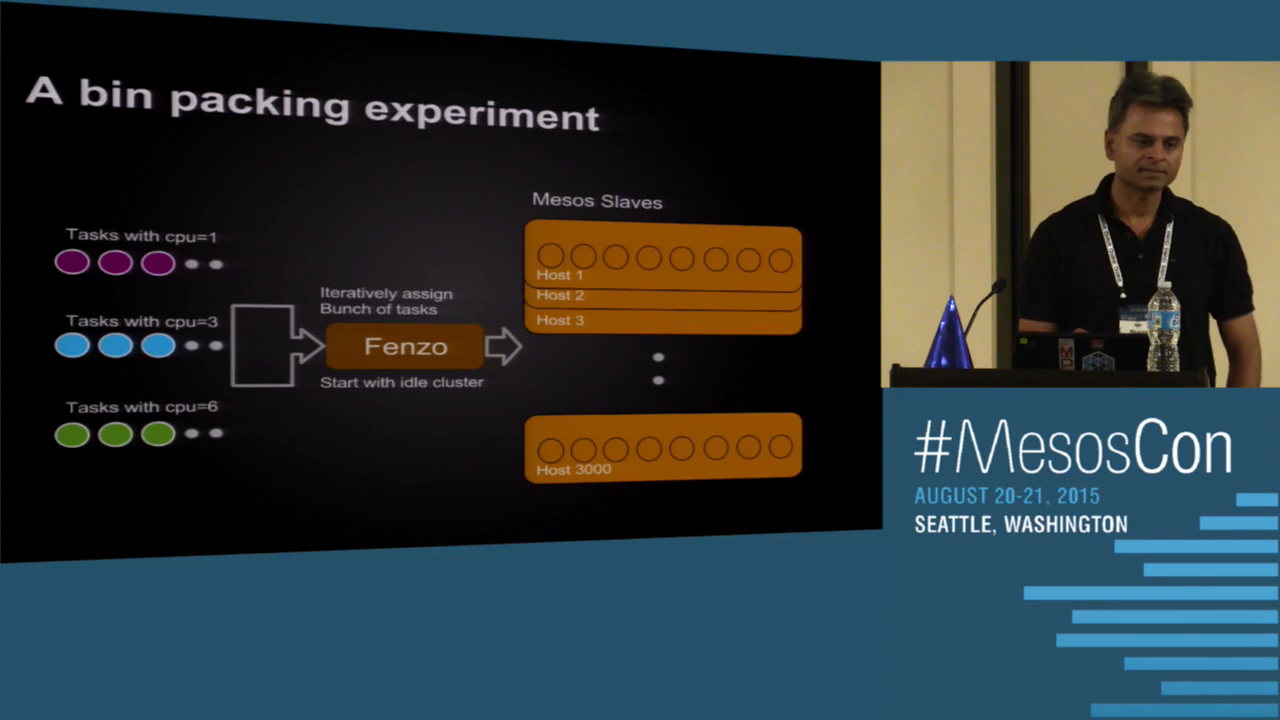 A bin packing experiment
Mesos Slaves
Tasks with cpu=1
Host 1
Iteratively assign
Bunch of tasks
Host 2
Tasks with cpu=3
Host 3
Fenzo
Start with idle cluster
Tasks with cpu=6
Host 3000
#MesosCon
AUGUST 20-21, 2015
SEATTLE, WASHINGTON